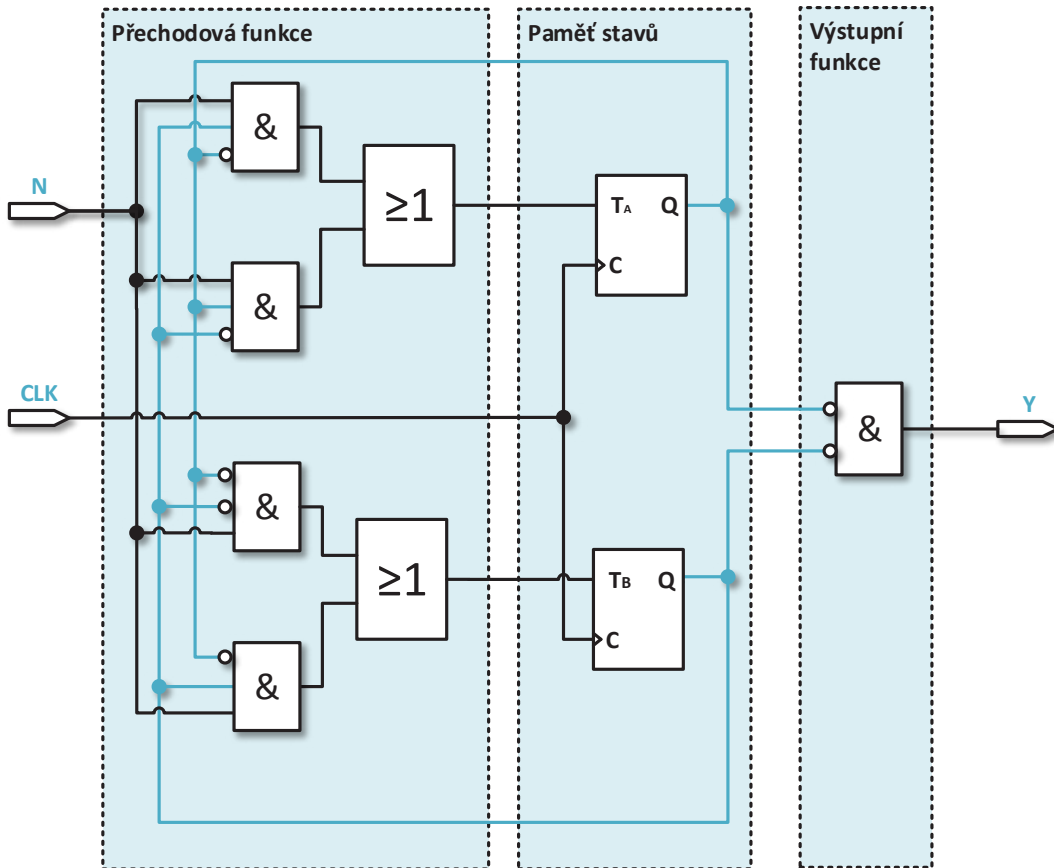 Přechodová funkce
Paměť stavů
Výstupní
funkce
&
≥1
N
TA Q
C
&
CLK
&
Y
&
≥1
TB Q
C
&